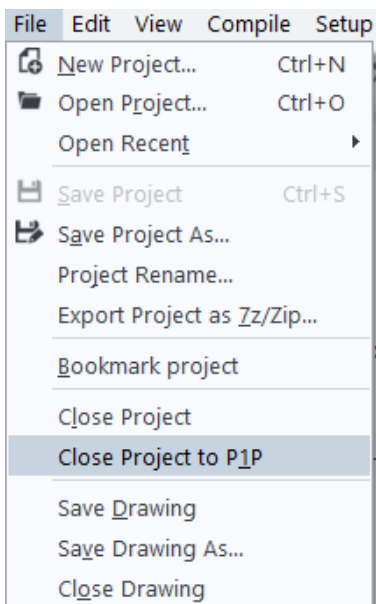 File Edit View Compile Setup
New Project... Ctrl+N
Open Project... Ctrl+O
Open Recent
Save Project Ctrl+S
Save Project As...
Project Rename...
Export Project as 7z/Zip...
Bookmark project
Close Project
Close Project to P1P
Save Drawing
Save Drawing As...
Close Drawing